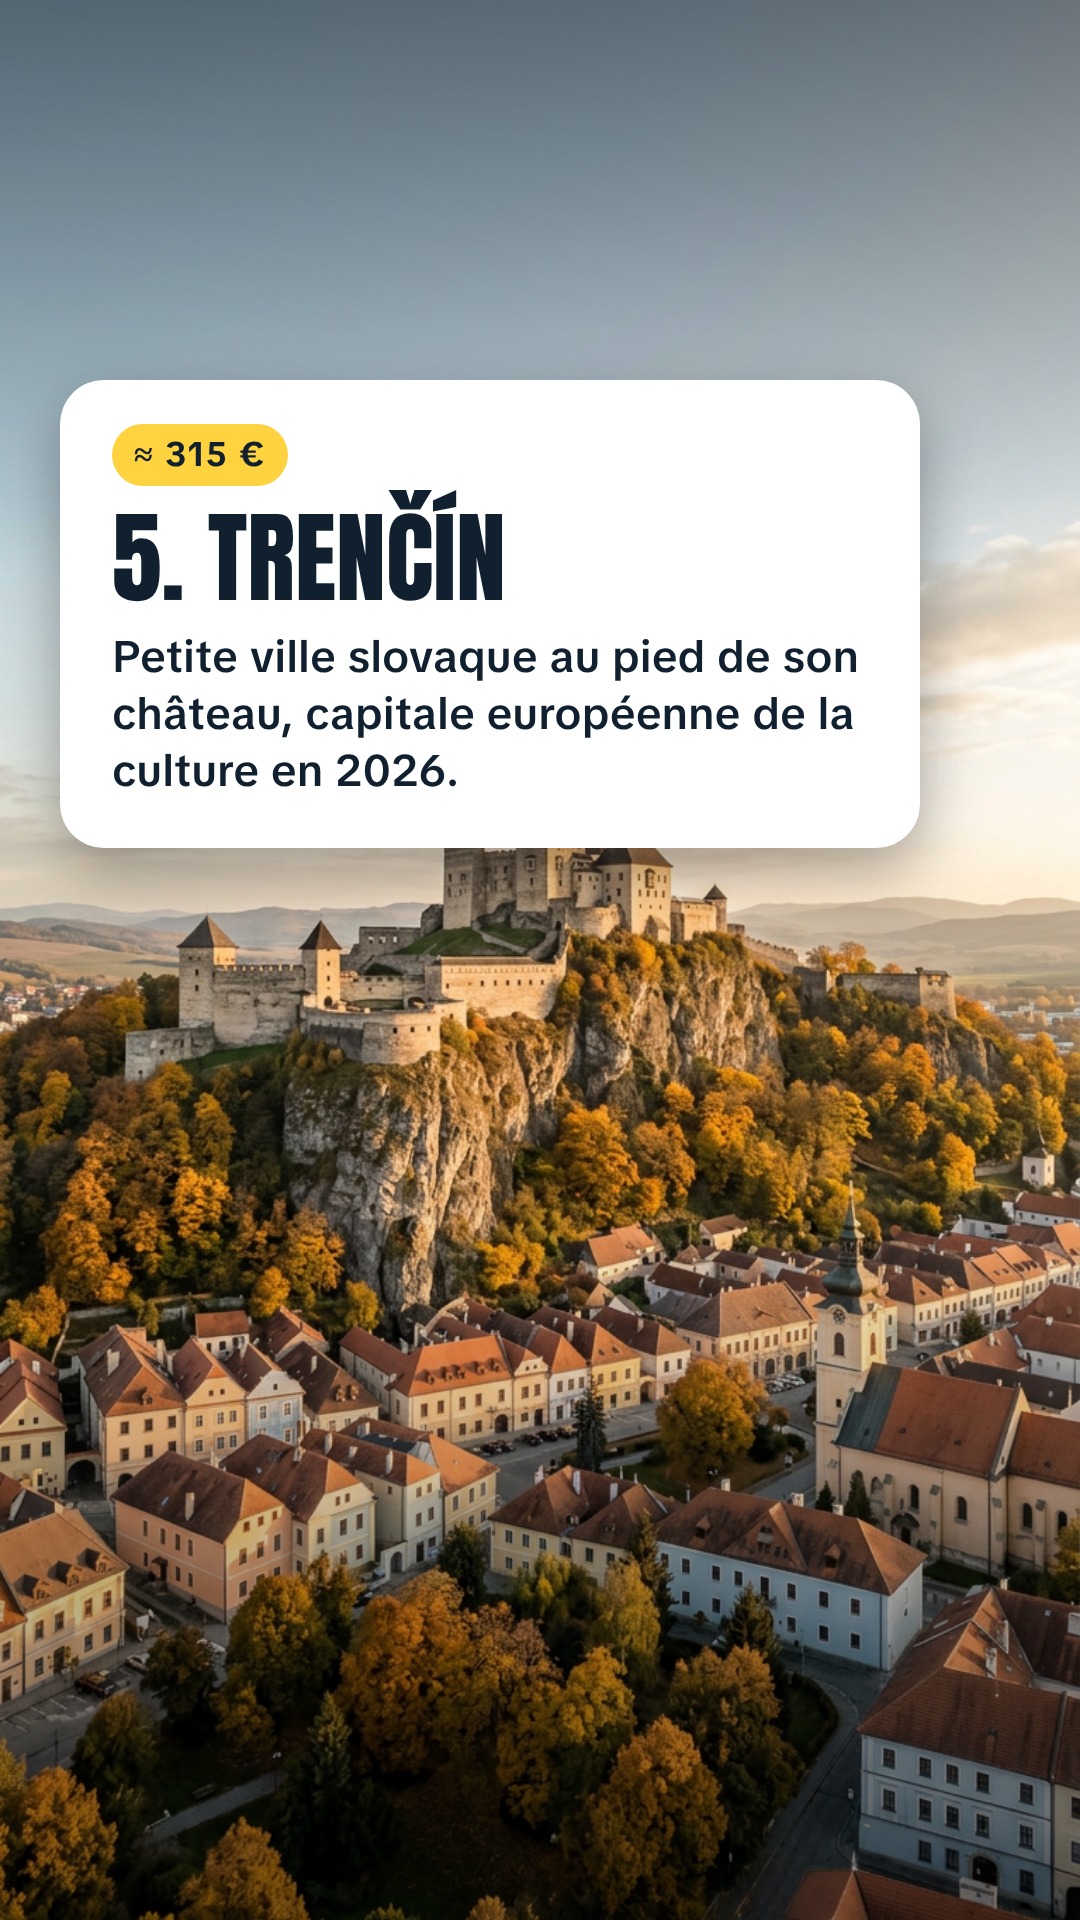 ≈ 315 €
5. TRENČÍN
Petite ville slovaque au pied de son
château, capitale européenne de la
culture en 2026.